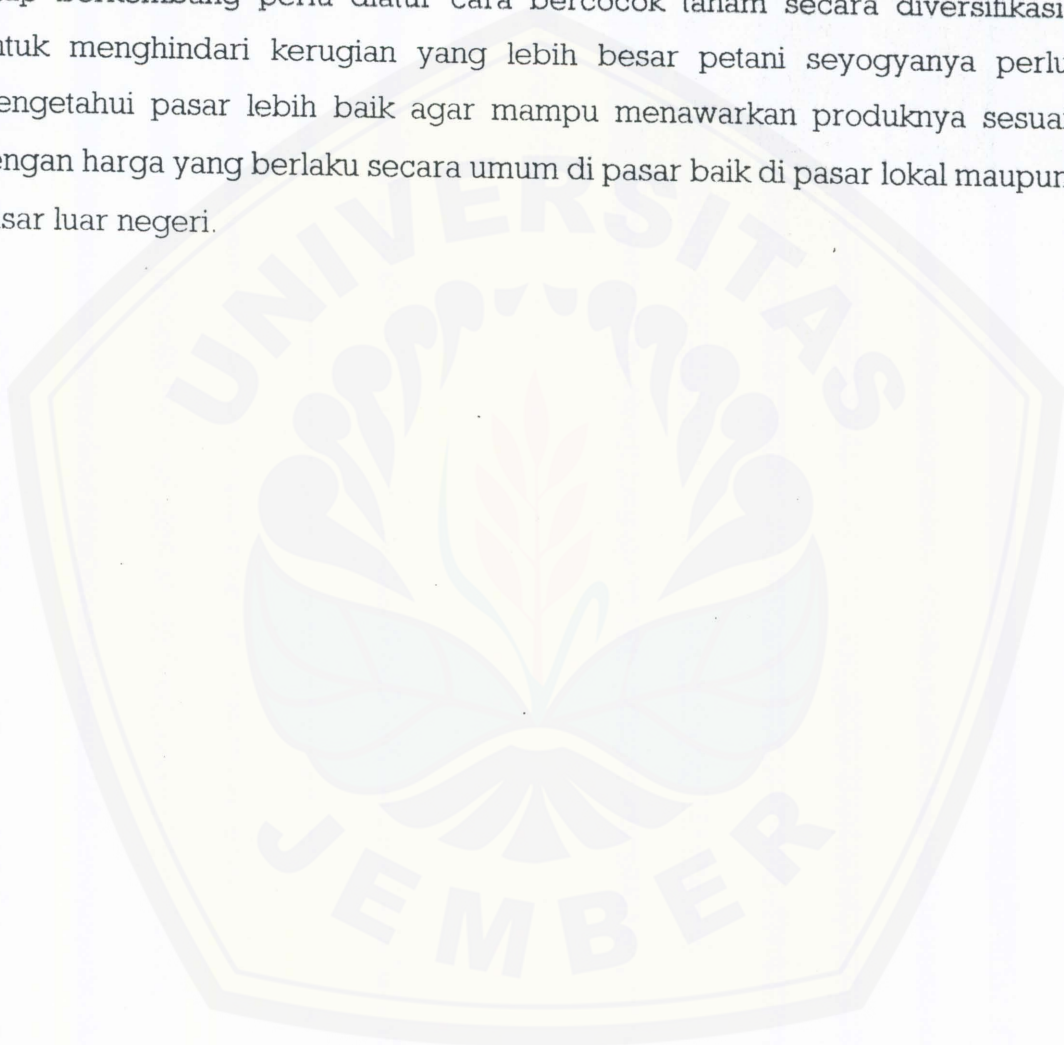 berkembang perlu diatur cara bercocok tanam secara diversifikasi
ntuk menghindari kerugian yang lebih besar petani seyogyanya perlu
engetahui pasar lebih baik agar mampu menawarkan produknya sesuai
engan harga yang berlaku secara umum di pasar baik di pasar lokal maupun
sar luar negeri.
UNIVERSITAS
JEMBER